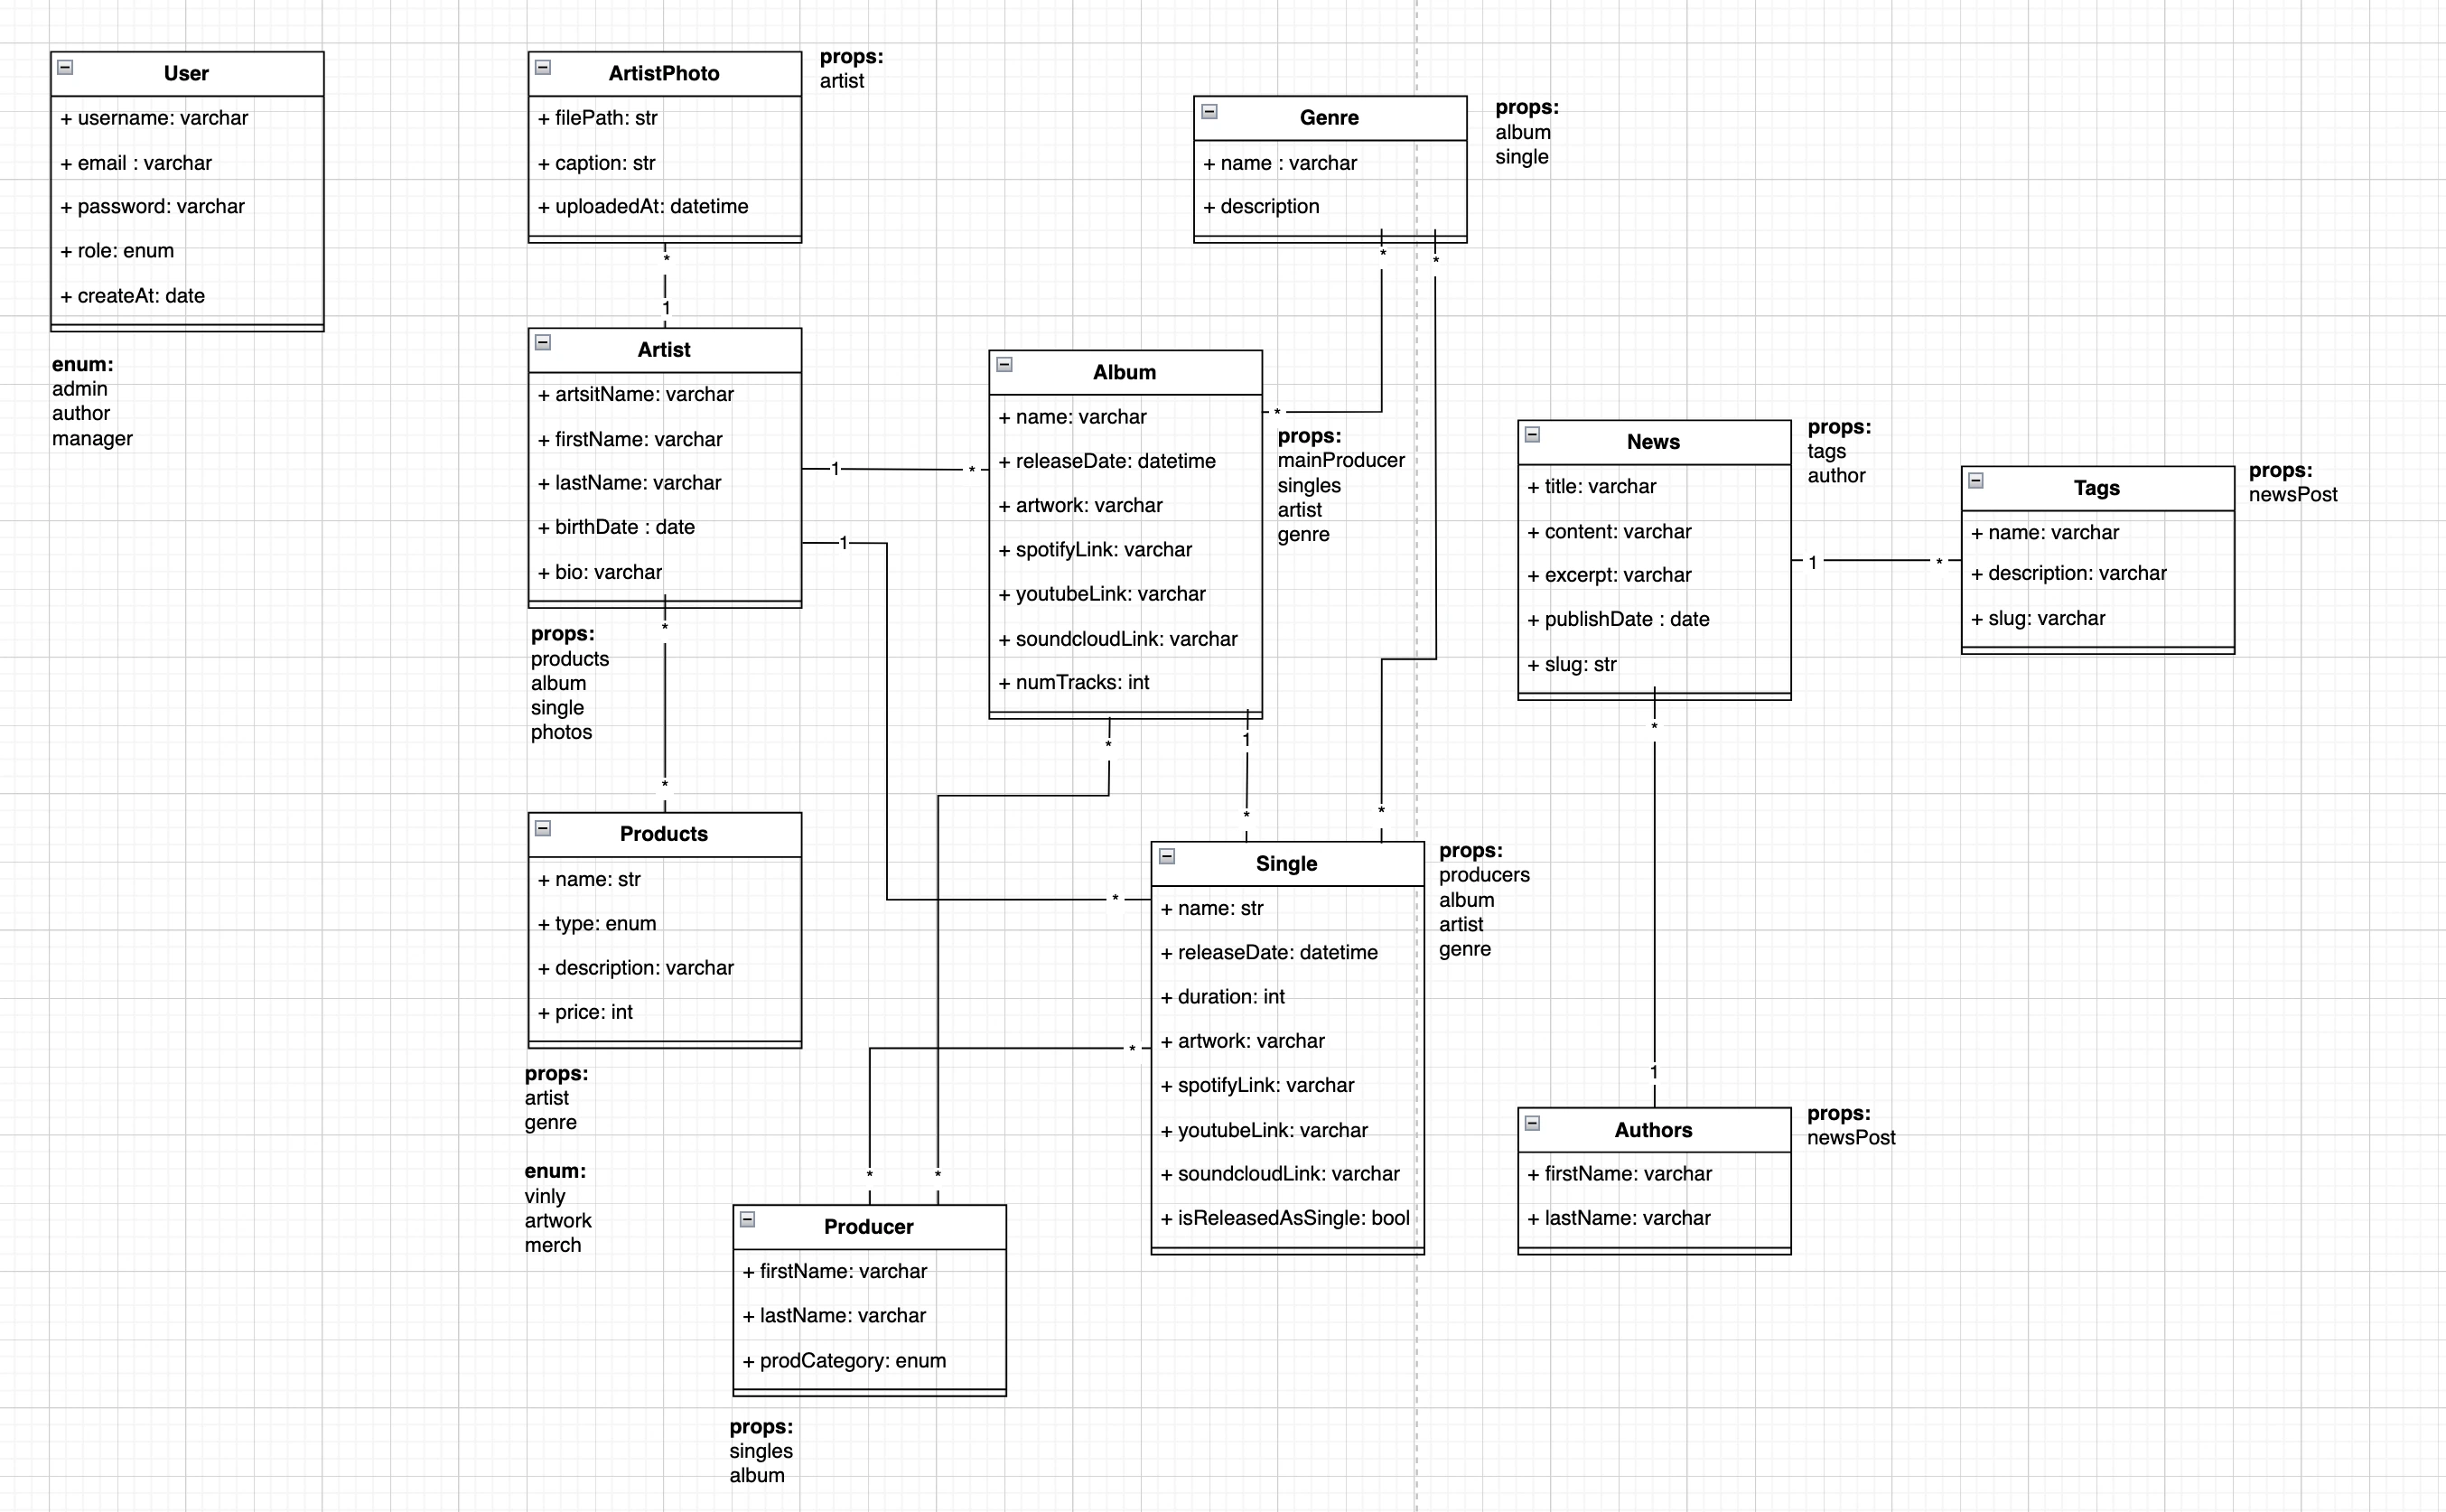 User
+ username: varchar
+ email : varchar
+ password: varchar
+ role: enum
+ createAt: date
enum:
admin
author
manager
ArtistPhoto
+ filePath: str
+ caption: str
+ uploadedAt: datetime
props:
artist
*
1
Artist
+ artsitName: varchar
+ firstName: varchar
+ lastName: varchar
+ birthDate : date
+ bio: varchar
props:
products
album
single
photos
*
*
1
*
1
*
Products
+ name: str
+ type: enum
+ description: varchar
+ price: int
props:
artist
genre
enum:
vinly
artwork
merch
Genre
+ name : varchar
+ description
props:
album
single
*
*
Album
+ name: varchar
+ releaseDate: datetime
+ artwork: varchar
+ spotifyLink: varchar
+ youtubeLink: varchar
+ soundcloudLink: varchar
+ numTracks: int
*
props:
mainProducer
singles
artist
genre
*
1
*
*
Single
+ name: str
+ releaseDate: datetime
+ duration: int
+ artwork: varchar
+ spotifyLink: varchar
+ youtubeLink: varchar
+ soundcloudLink: varchar
+ isReleasedAsSingle: bool
props:
producers
album
artist
genre
*
*
*
Producer
+ firstName: varchar
+ lastName: varchar
+ prodCategory: enum
props:
singles
album
News
+ title: varchar
+ content: varchar
+ excerpt: varchar
+ publishDate : date
+ slug: str
props:
tags
author
1
*
Tags
+ name: varchar
+ description: varchar
+ slug: varchar
props:
newsPost
*
1
Authors
+ firstName: varchar
+ lastName: varchar
props:
newsPost